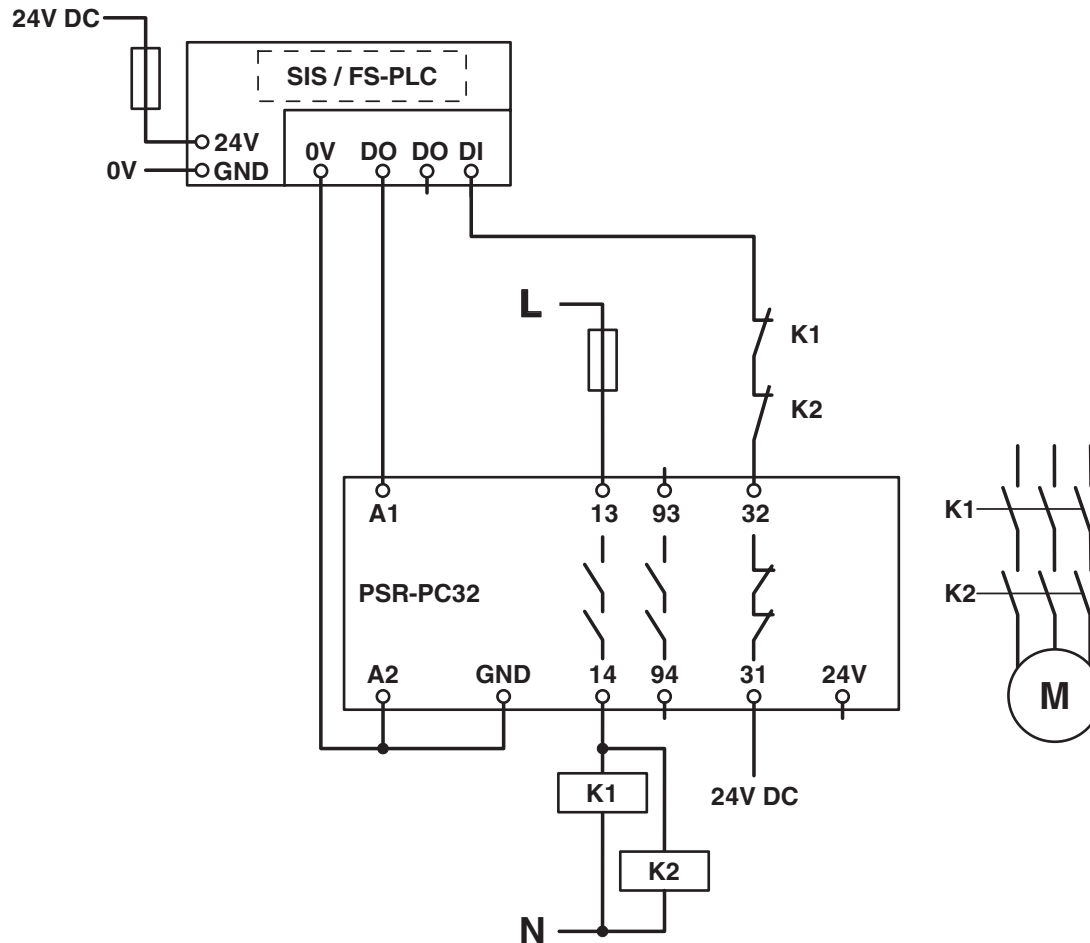 24V DC
SIS / FS-PLC
24V
0V DO DO DI
0V
GND
L
K1
K2
A1 13 93 32
K1
PSR-PC32
K2
A2 GND 14 94 31 24V
M
K1
24V DC
K2
N